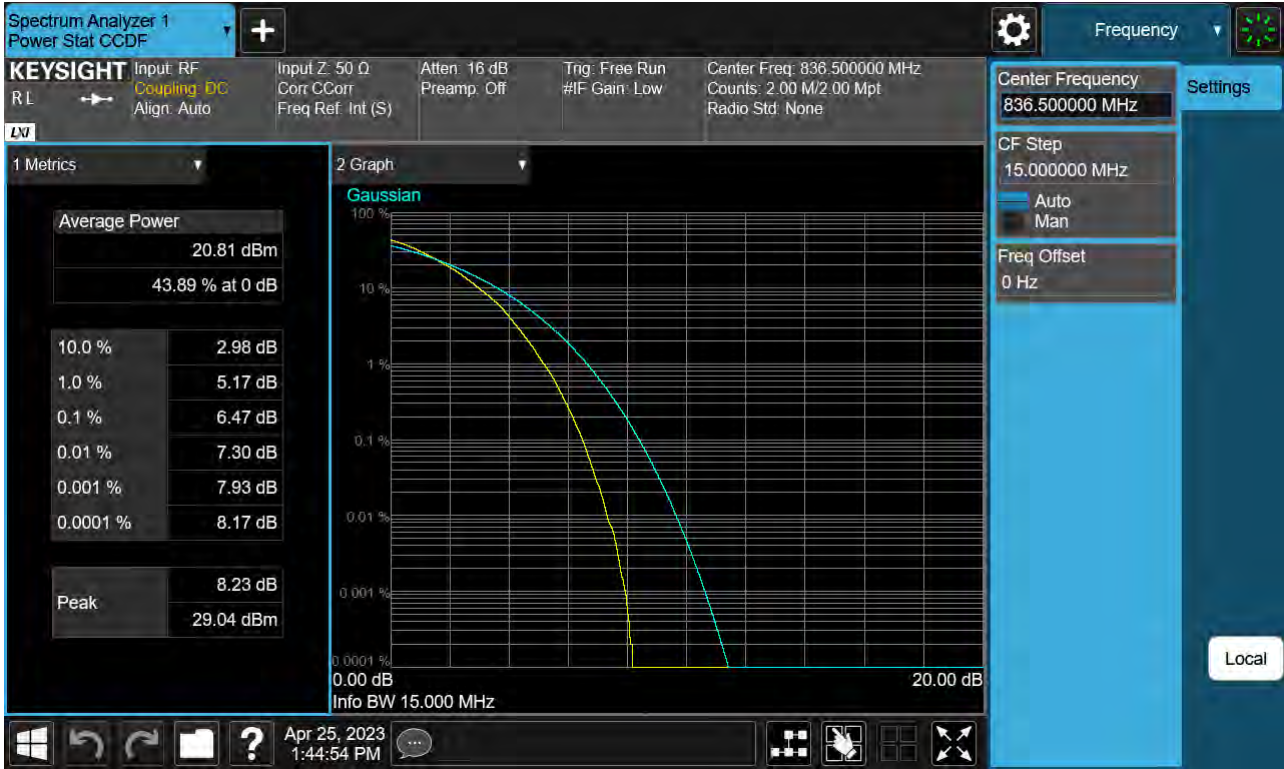 Spectrum Analyzer 1
Power Stat CCDF
Frequency
KEYSIGHT
R L
LXI
Input: RF
Coupling: DC
Align: Auto
Input Z: 50 Ω
Corr CCorr
Freq Ref: Int (S)
Atten: 16 dB
Preamp: Off
Trig: Free Run
#IF Gain: Low
Center Freq: 836.500000 MHz
Counts: 2.00 M/2.00 Mpt
Radio Std: None
Center Frequency
836.500000 MHz
Settings
CF Step
15.000000 MHz
Auto
Man
Freq Offset
0 Hz
1 Metrics
Average Power
20.81 dBm
43.89 % at 0 dB
10.0 % 2.98 dB
1.0 % 5.17 dB
0.1 % 6.47 dB
0.01 % 7.30 dB
0.001 % 7.93 dB
0.0001 % 8.17 dB
Peak
8.23 dB
29.04 dBm
2 Graph
Gaussian
100 %
10 %
1 %
0.1 %
0.01 %
0.001 %
0.0001 %
0.00 dB 20.00 dB
Info BW 15.000 MHz
Local
?
Apr 25, 2023
1:44:54 PM